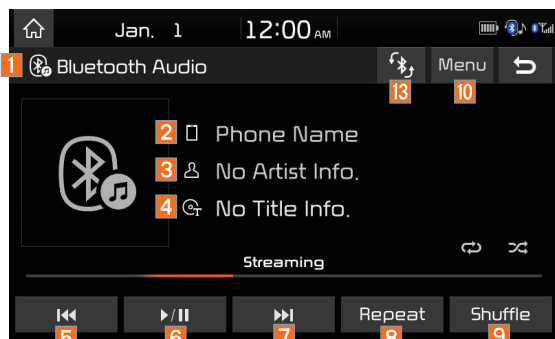 Jan. 1 12:00 AM
1 Bluetooth Audio Menu
13 10
2 Phone Name
3 No Artist Info.
4 No Title Info.
Streaming
Repeat Shuffle
5 6 7 8 9